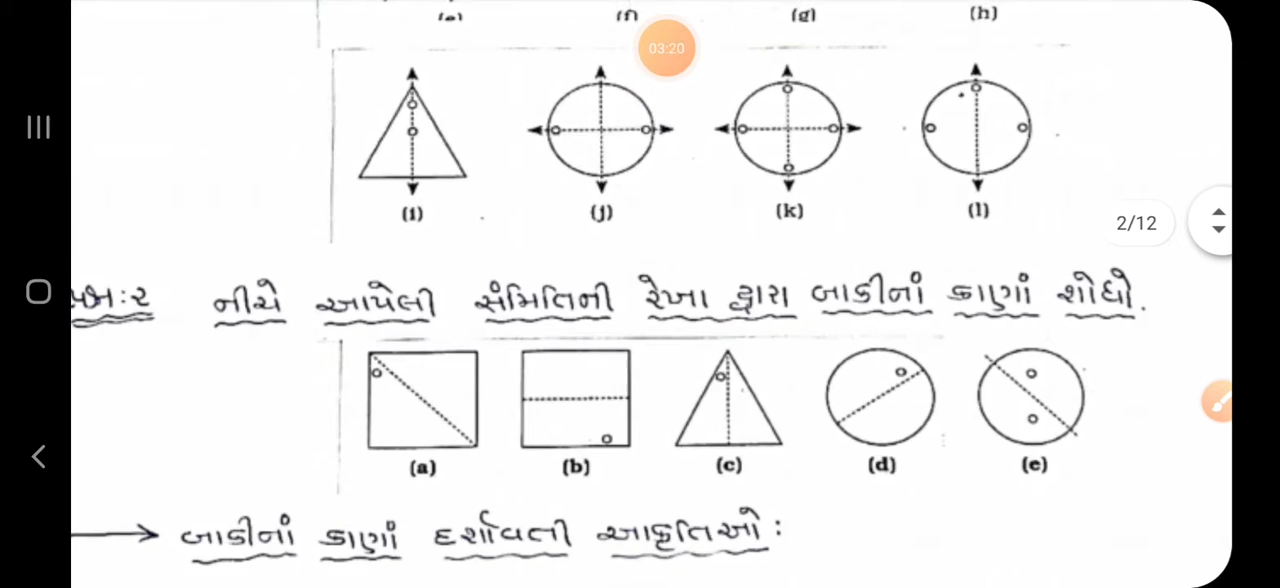 (e) (f) (g) (h)
03:20
(i) (j) (k) (l)
2/12
પ્રશ્ન:૨ નીચે આપેલી સંમિતિની રેખા દ્વારા બાકીનાં કાણાં શોધો.
(a) (b) (c) (d) (e)
બાકીનાં કાણાં દર્શાવતી આકૃતિઓ: